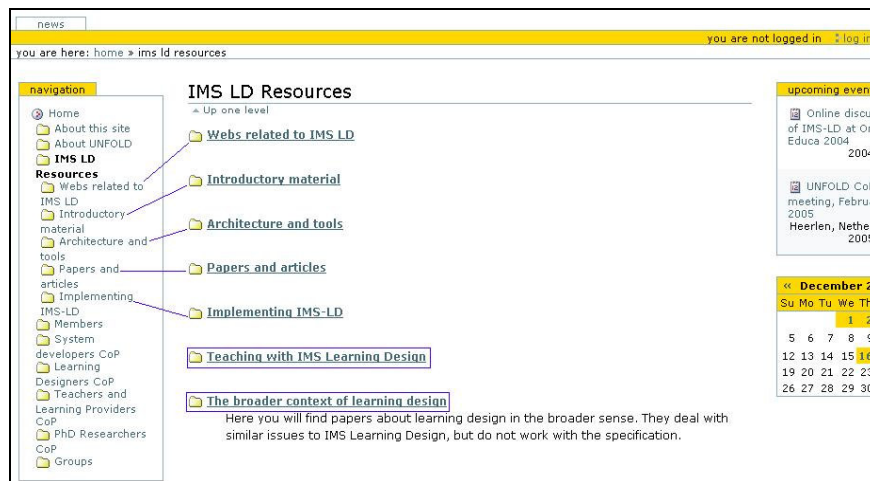 news
you are not logged in log in
you are here: home » ims ld resources
navigation
Home
About this site
About UNFOLD
IMS LD
Resources
Webs related to
IMS LD
Introductory
material
Architecture and
tools
Papers and
articles
Implementing
IMS-LD
Members
System
developers CoP
Learning
Designers CoP
Teachers and
Learning Providers
CoP
PhD Researchers
CoP
Groups
IMS LD Resources
Up one level
Webs related to IMS LD
Introductory material
Architecture and tools
Papers and articles
Implementing IMS-LD
Teaching with IMS Learning Design
The broader context of learning design
Here you will find papers about learning design in the broader sense. They deal with
similar issues to IMS Learning Design, but do not work with the specification.
upcoming even
Online discu
of IMS-LD at O
Educa 2004
2004
UNFOLD Co
meeting, Febru
2005
Heerlen, Nethe
2005
« December 2
Su Mo Tu We Th
1 2
5 6 7 8 9
12 13 14 15 16
19 20 21 22 23
26 27 28 29 30